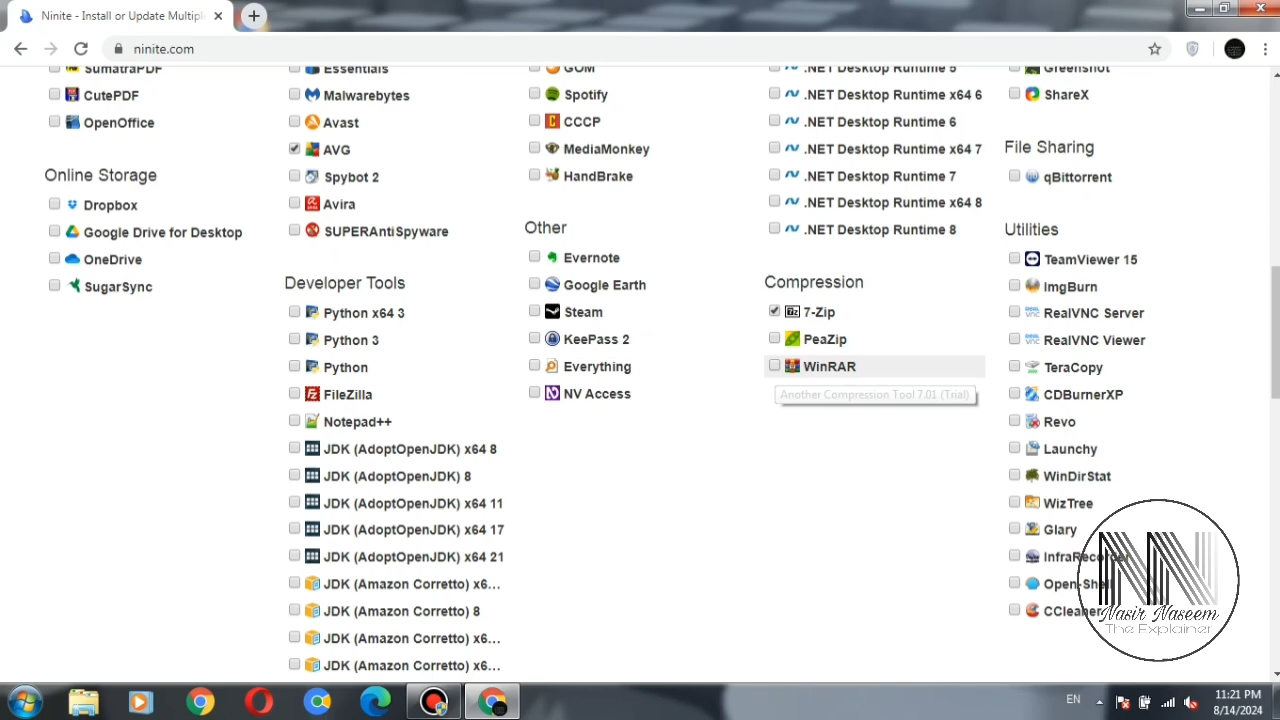 Ninite - Install or Update Multiple
ninite.com
SumatraPDF
CutePDF
OpenOffice
Online Storage
Dropbox
Google Drive for Desktop
OneDrive
SugarSync
Essentials
Malwarebytes
Avast
AVG
Spybot 2
Avira
SUPERAntiSpyware
Developer Tools
Python x64 3
Python 3
Python
FileZilla
Notepad++
JDK (AdoptOpenJDK) x64 8
JDK (AdoptOpenJDK) 8
JDK (AdoptOpenJDK) x64 11
JDK (AdoptOpenJDK) x64 17
JDK (AdoptOpenJDK) x64 21
JDK (Amazon Corretto) x6...
JDK (Amazon Corretto) 8
JDK (Amazon Corretto) x6...
JDK (Amazon Corretto) x6...
GOM
Spotify
CCCP
MediaMonkey
HandBrake
Other
Evernote
Google Earth
Steam
KeePass 2
Everything
NV Access
.NET Desktop Runtime 5
.NET Desktop Runtime x64 6
.NET Desktop Runtime 6
.NET Desktop Runtime x64 7
.NET Desktop Runtime 7
.NET Desktop Runtime x64 8
.NET Desktop Runtime 8
Compression
7-Zip
PeaZip
WinRAR
Another Compression Tool 7.01 (Trial)
Greenshot
ShareX
File Sharing
qBittorrent
Utilities
TeamViewer 15
ImgBurn
RealVNC Server
RealVNC Viewer
TeraCopy
CDBurnerXP
Revo
Launchy
WinDirStat
WizTree
Glary
InfraRecorder
Open-Shell
CCleaner
NN
Nasir Naseem
The Explainer
EN
11:21 PM
8/14/2024